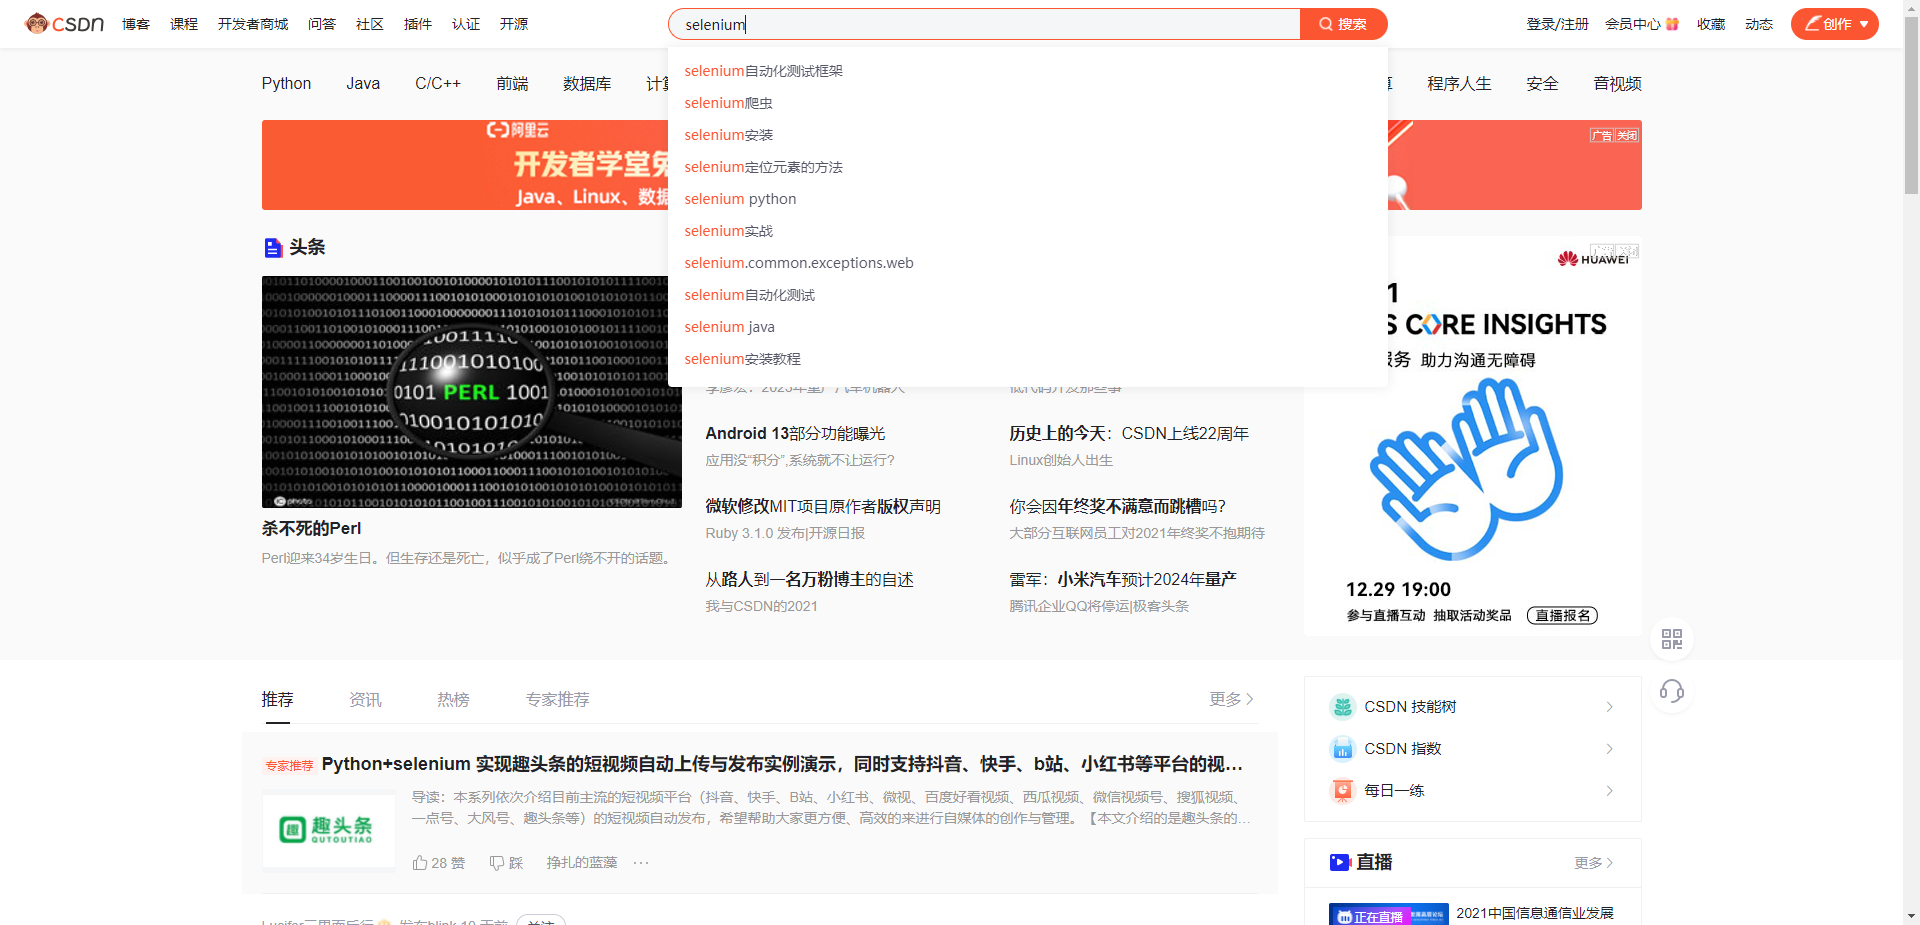 CSDN 博客 课程 开发者商城 问答 社区 插件 认证 开源 selenium 搜索 登录/注册 会员中心 收藏 动态 创作
selenium自动化测试框架
selenium爬虫
selenium安装
selenium定位元素的方法
selenium python
selenium实战
selenium.common.exceptions.web
selenium自动化测试
selenium java
selenium安装教程
Python Java C/C++ 前端 数据库 程序人生 安全 音视频
阿里云
开发者学堂
Java、Linux、数据
广告 关闭
头条
PERL
杀不死的Perl
Perl迎来34岁生日。但生存还是死亡，似乎成了Perl绕不开的话题。
Android 13部分功能曝光
应用没“积分”,系统就不让运行?
微软修改MIT项目原作者版权声明
Ruby 3.1.0 发布|开源日报
从路人到一名万粉博主的自述
我与CSDN的2021
历史上的今天：CSDN上线22周年
Linux创始人出生
你会因年终奖不满意而跳槽吗?
大部分互联网员工对2021年终奖不抱期待
雷军：小米汽车预计2024年量产
腾讯企业QQ将停运|极客头条
HUAWEI
1
S CORE INSIGHTS
务 助力沟通无障碍
12.29 19:00
参与直播互动 抽取活动奖品 直播报名
推荐 资讯 热榜 专家推荐 更多
专家推荐 Python+selenium 实现趣头条的短视频自动上传与发布实例演示，同时支持抖音、快手、b站、小红书等平台的视...
趣 趣头条
QUTOUTIAO
导读：本系列依次介绍目前主流的短视频平台（抖音、快手、B站、小红书、微视、百度好看视频、西瓜视频、微信视频号、搜狐视频、
一点号、大风号、趣头条等）的短视频自动发布，希望帮助大家更方便、高效的来进行自媒体的创作与管理。【本文介绍的是趣头条的...
28 赞 踩 挣扎的蓝藻 ...
CSDN 技能树
CSDN 指数
每日一练
直播 更多
正在直播
2021中国信息通信业发展